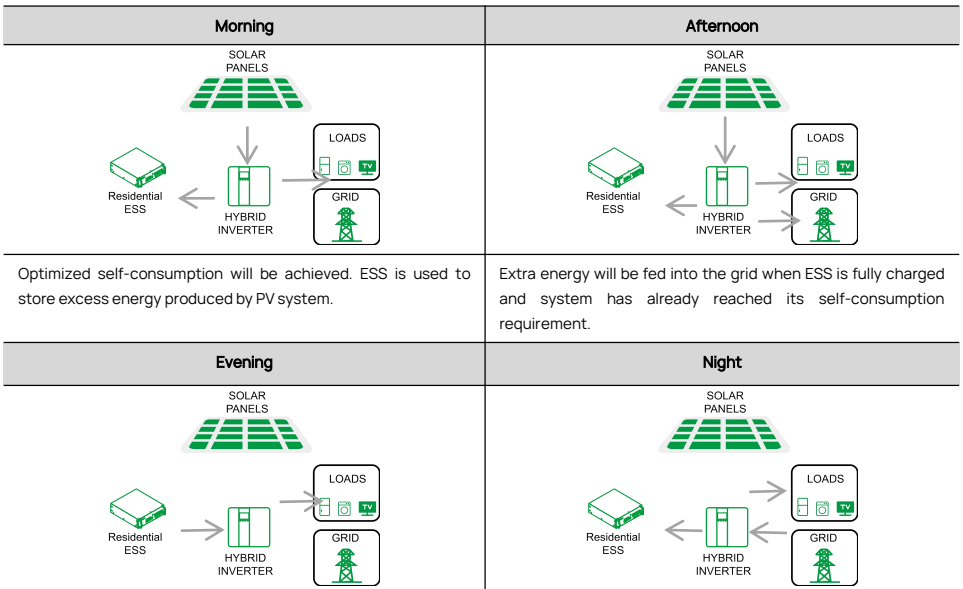 Morning
Afternoon
SOLAR
PANELS
LOADS
TV
Residential
ESS
HYBRID
INVERTER
GRID
SOLAR
PANELS
LOADS
TV
Residential
ESS
HYBRID
INVERTER
GRID
Optimized self-consumption will be achieved. ESS is used to
store excess energy produced by PV system.
Extra energy will be fed into the grid when ESS is fully charged
and system has already reached its self-consumption
requirement.
Evening
Night
SOLAR
PANELS
LOADS
TV
Residential
ESS
HYBRID
INVERTER
GRID
SOLAR
PANELS
LOADS
TV
Residential
ESS
HYBRID
INVERTER
GRID